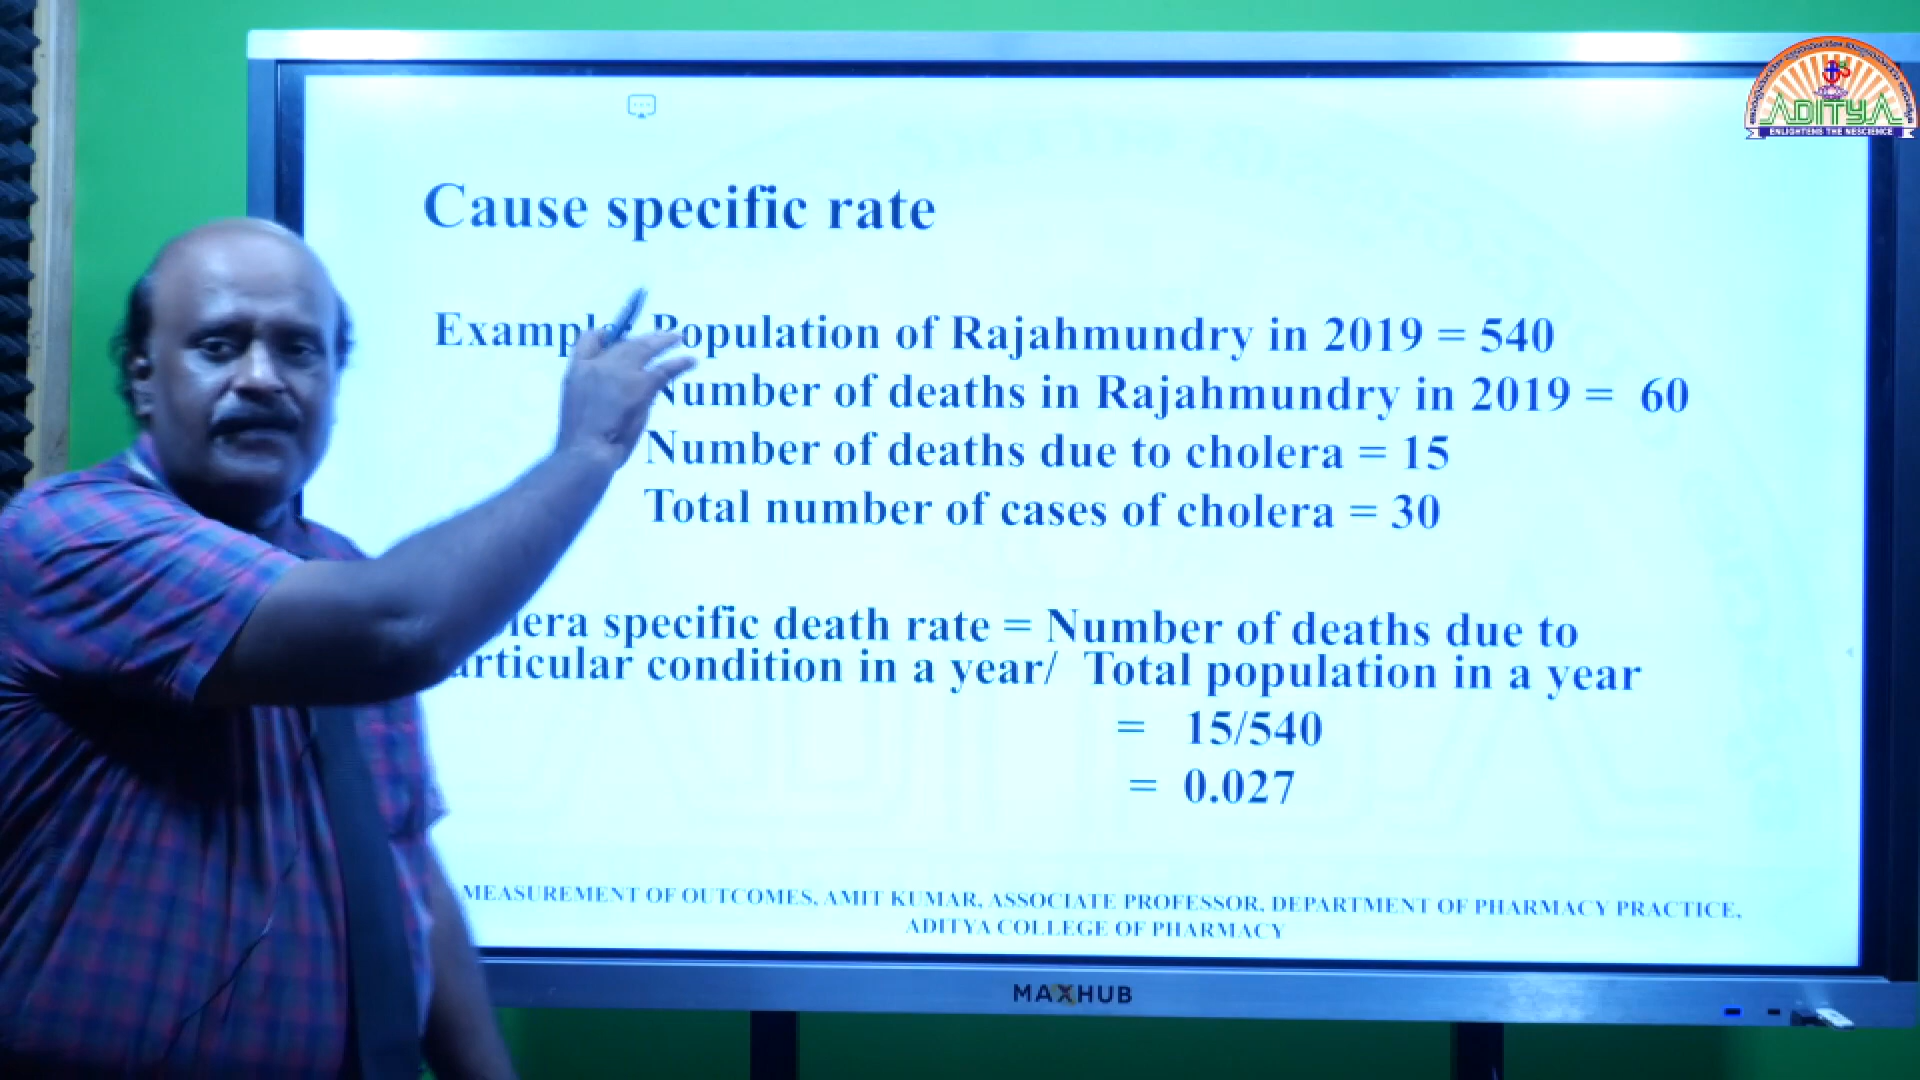 ADITYA
ENLIGHTENS THE NESCIENCE
Cause specific rate
Population of Rajahmundry in 2019 = 540
Number of deaths in Rajahmundry in 2019 = 60
Number of deaths due to cholera = 15
Total number of cases of cholera = 30
specific death rate = Number of deaths due to
condition in a year/ Total population in a year
= 15/540
= 0.027
MEASUREMENT OF OUTCOMES, AMIT KUMAR, ASSOCIATE PROFESSOR, DEPARTMENT OF PHARMACY PRACTICE,
ADITYA COLLEGE OF PHARMACY
MAXHUB